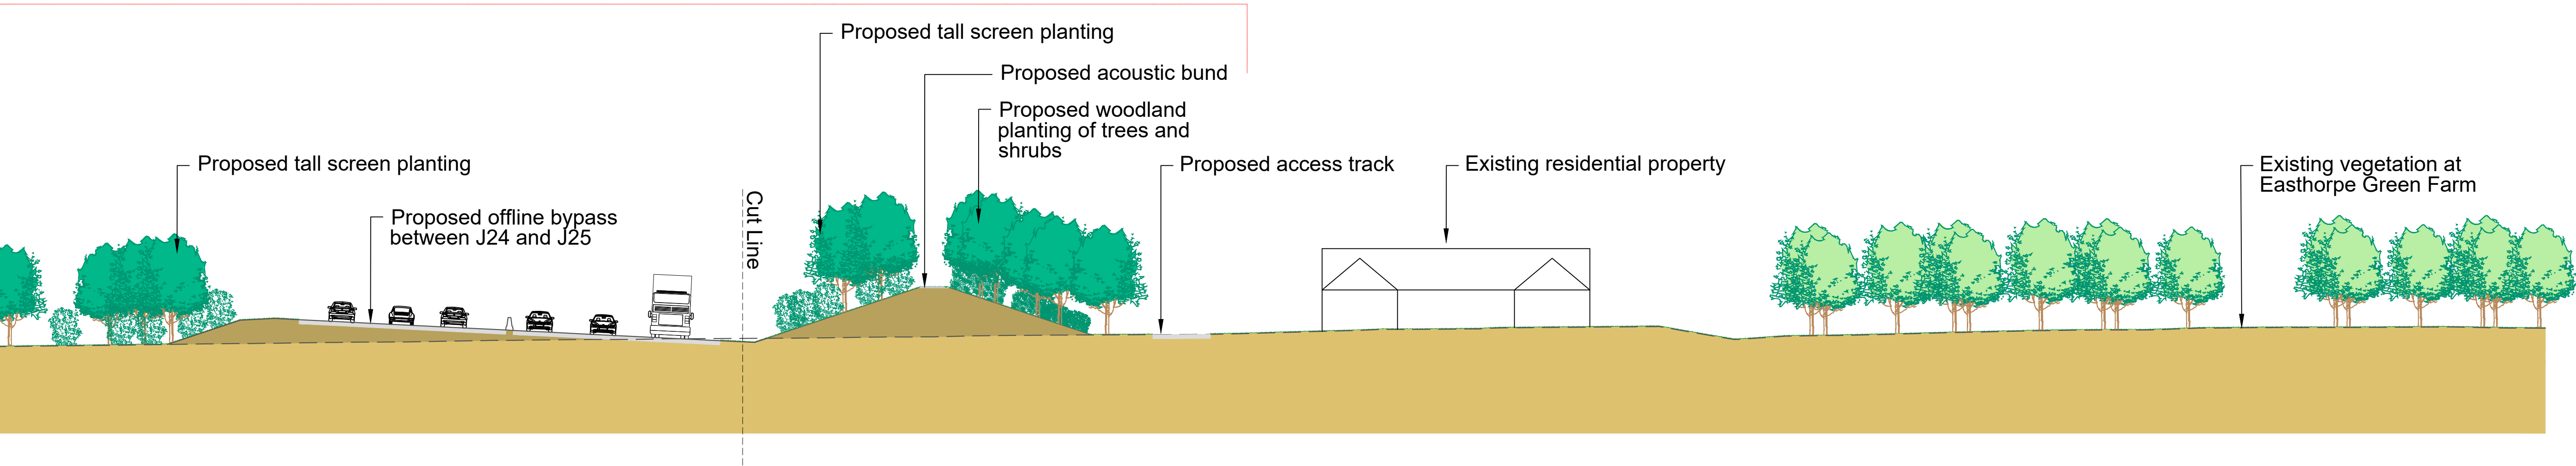 Proposed tall screen planting
Proposed acoustic bund
Proposed woodland
planting of trees and
shrubs
Proposed tall screen planting
Proposed access track
Existing residential property
Existing vegetation at
Easthorpe Green Farm
Proposed offline bypass
between J24 and J25
Cut Line